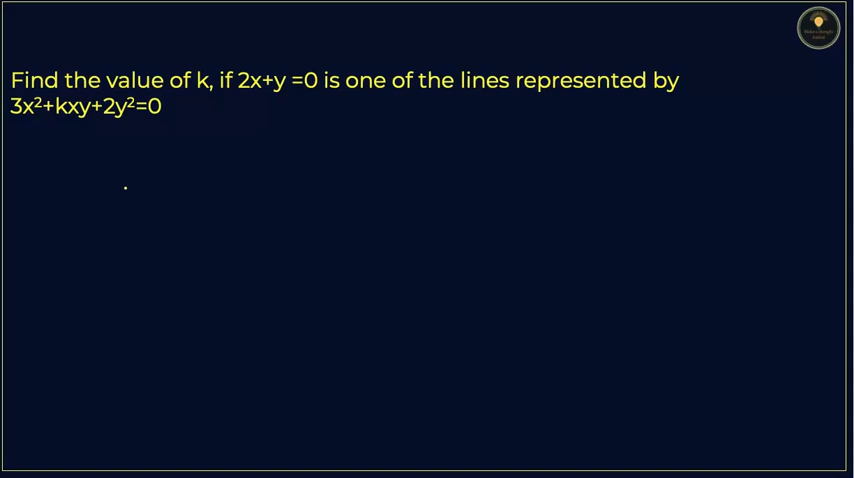 Find the value of k, if 2x+y =0 is one of the lines represented by
3x²+kxy+2y²=0